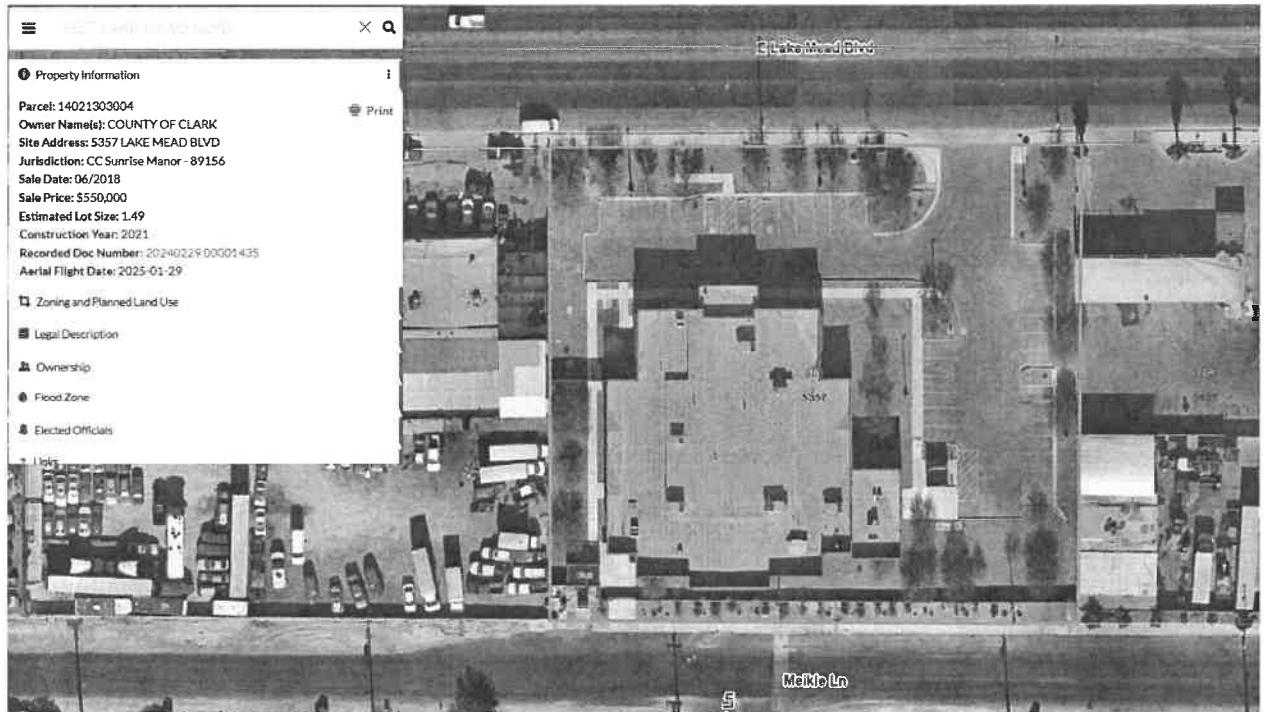 E Lake Mead Blvd
Property Information
Print
Parcel: 14021303004
Owner Name(s): COUNTY OF CLARK
Site Address: 5357 LAKE MEAD BLVD
Jurisdiction: CC Sunrise Manor - 89156
Sale Date: 06/2018
Sale Price: $550,000
Estimated Lot Size: 1.49
Construction Year: 2021
Recorded Doc Number: 20240229:00001435
Aerial Flight Date: 2025-01-29
Zoning and Planned Land Use
Legal Description
Ownership
Flood Zone
Elected Officials
Links
5357
Meikle Ln